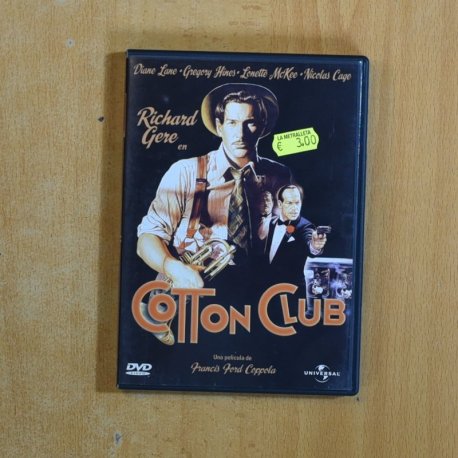 Diane Lane • Gregory Hines • Lonette McKee • Nicolas Cage
Richard
Gere
en
LA METRALLETA
€ 3.00
COTTON CLUB
Una película de
Francis Ford Coppola
DVD
VIDEO
UNIVERSAL